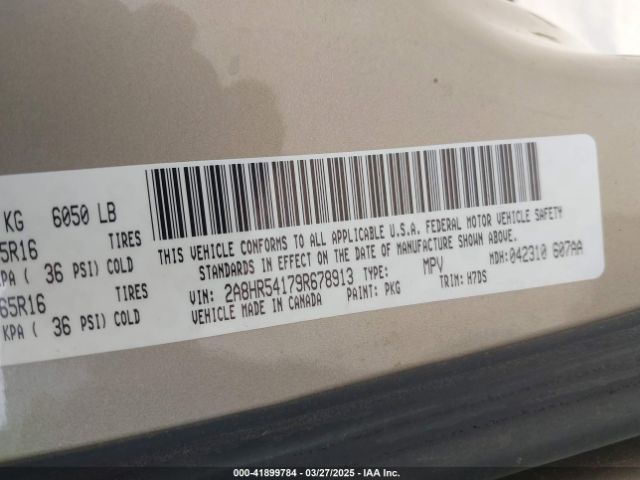 KG 6050 LB
5R16 TIRES
KPA ( 36 PSI) COLD
65R16 TIRES
KPA ( 36 PSI) COLD
THIS VEHICLE CONFORMS TO ALL APPLICABLE U.S.A. FEDERAL MOTOR VEHICLE SAFETY
STANDARDS IN EFFECT ON THE DATE OF MANUFACTURE SHOWN ABOVE.
MDH: 042310 607AA
VIN: 2A8HR54179R678913 TYPE: MPV
VEHICLE MADE IN CANADA PAINT: PKG TRIM: H7DS
000-41899784 | 03/27/2025 | IAA Inc.